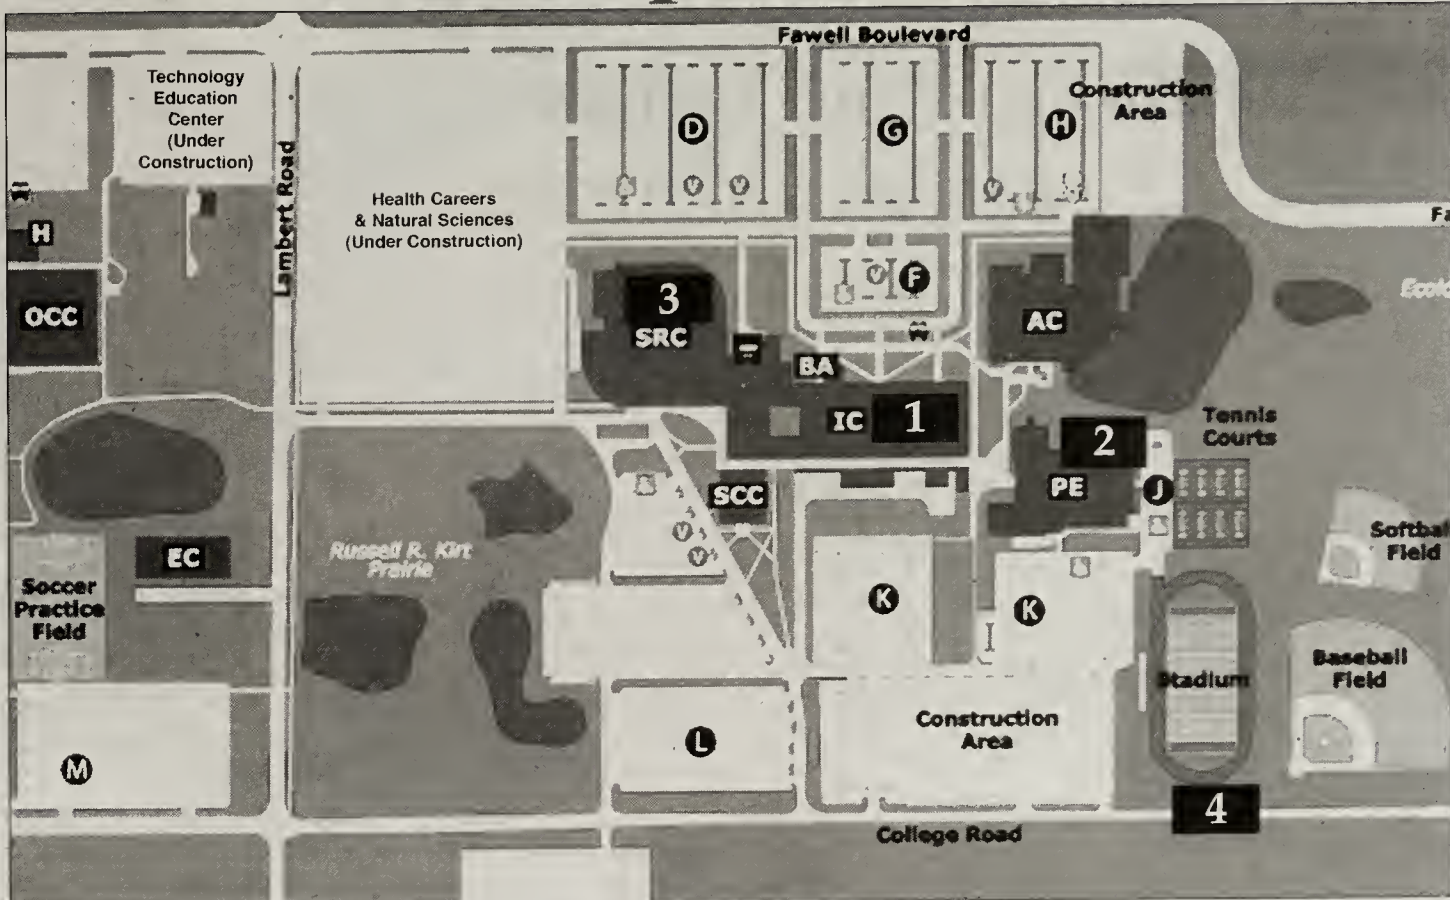 Fawell Boulevard
Technology
Education
Center
(Under
Construction)
Lambert Road
Health Careers
& Natural Sciences
(Under Construction)
D
G
H
Construction
Area
H
OCC
3
SRC
F
V
V
V
V
AC
BA
IC
1
2
PE
J
Tennis
Courts
SCC
V
V
EC
Russell R. Kirt
Prairie
Soccer
Practice
Field
K
K
Field
Stadium
Baseball
Field
M
L
Construction
Area
4
College Road